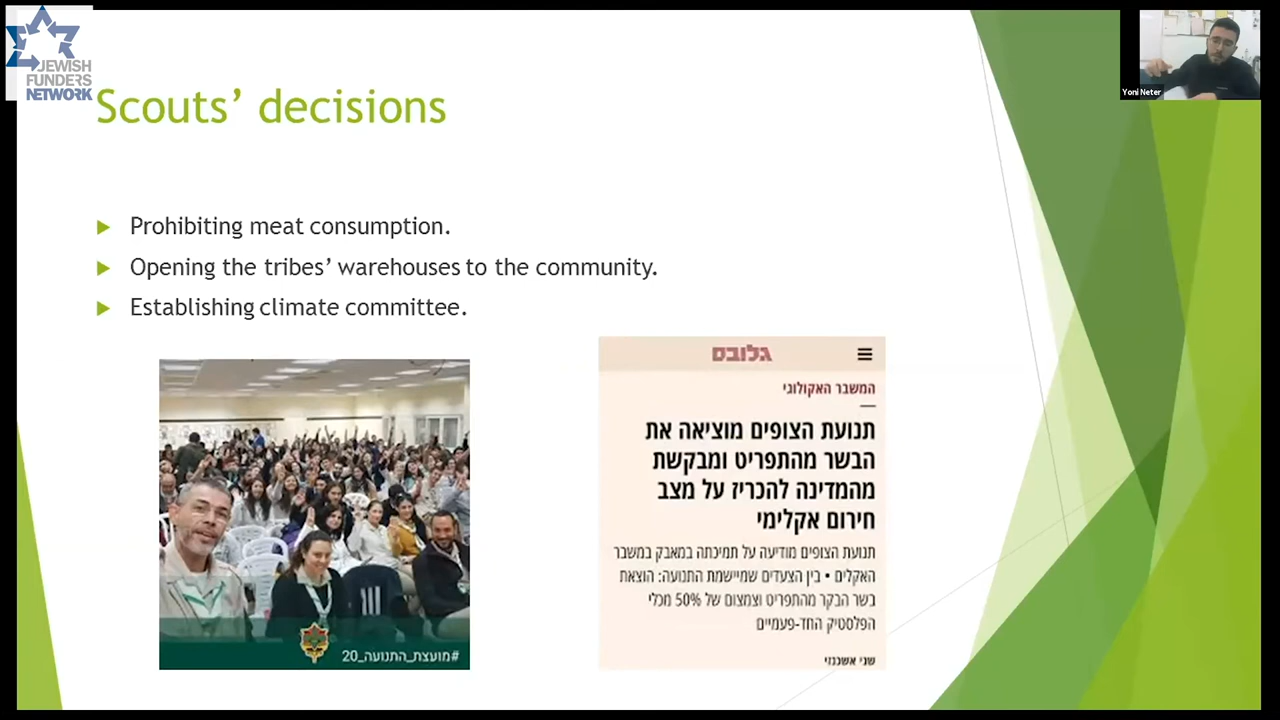 JEWISH
FUNDERS
NETWORK
Scouts’ decisions
Prohibiting meat consumption.
Opening the tribes’ warehouses to the community.
Establishing climate committee.
#מועצת_התנועה_20
גלובס
המשבר האקולוגי
תנועת הצופים מוציאה את
הבשר מהתפריט ומבקשת
מהמדינה להכריז על מצב
חירום אקלימי
תנועת הצופים מודיעה על תמיכתה במאבק במשבר
האקלים • בין הצעדים שמיישמת התנועה: הוצאת
בשר הבקר מהתפריט וצמצום של 50% מכלי
הפלסטיק החד-פעמיים
שני אשכנזי
Yoni Neter